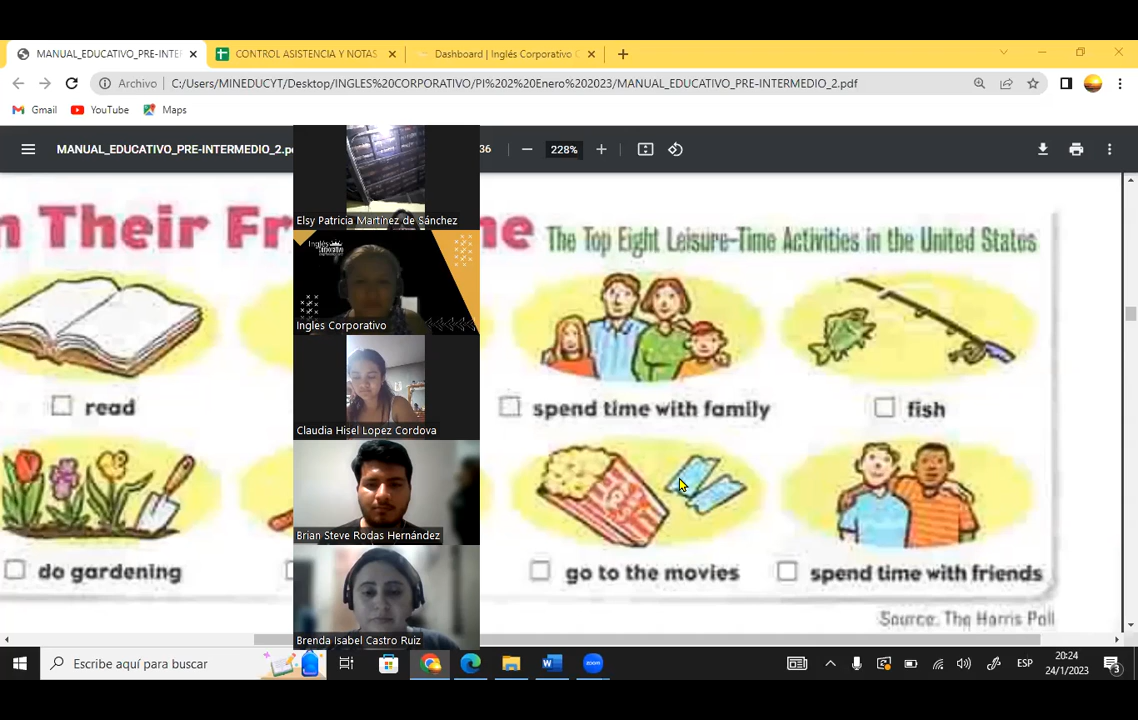 MANUAL_EDUCATIVO_PRE-INTE
CONTROL ASISTENCIA Y NOTAS
Dashboard | Inglés Corporativo
Archivo
C:/Users/MINEDUCYT/Desktop/INGLES%20CORPORATIVO/PI%202%20Enero%202023/MANUAL_EDUCATIVO_PRE-INTERMEDIO_2.pdf
Gmail
YouTube
Maps
MANUAL_EDUCATIVO_PRE-INTERMEDIO_2.p
36
228%
n Their Fr
e
The Top Eight Leisure-Time Activities in the United States
Elsy Patricia Martínez de Sánchez
Inglés
Corporativo
Ingles Corporativo
read
spend time with family
fish
Claudia Hisel Lopez Cordova
Brian Steve Rodas Hernández
do gardening
go to the movies
spend time with friends
Source: The Harris Poll
Brenda Isabel Castro Ruiz
Escribe aquí para buscar
ESP
20:24
24/1/2023
3